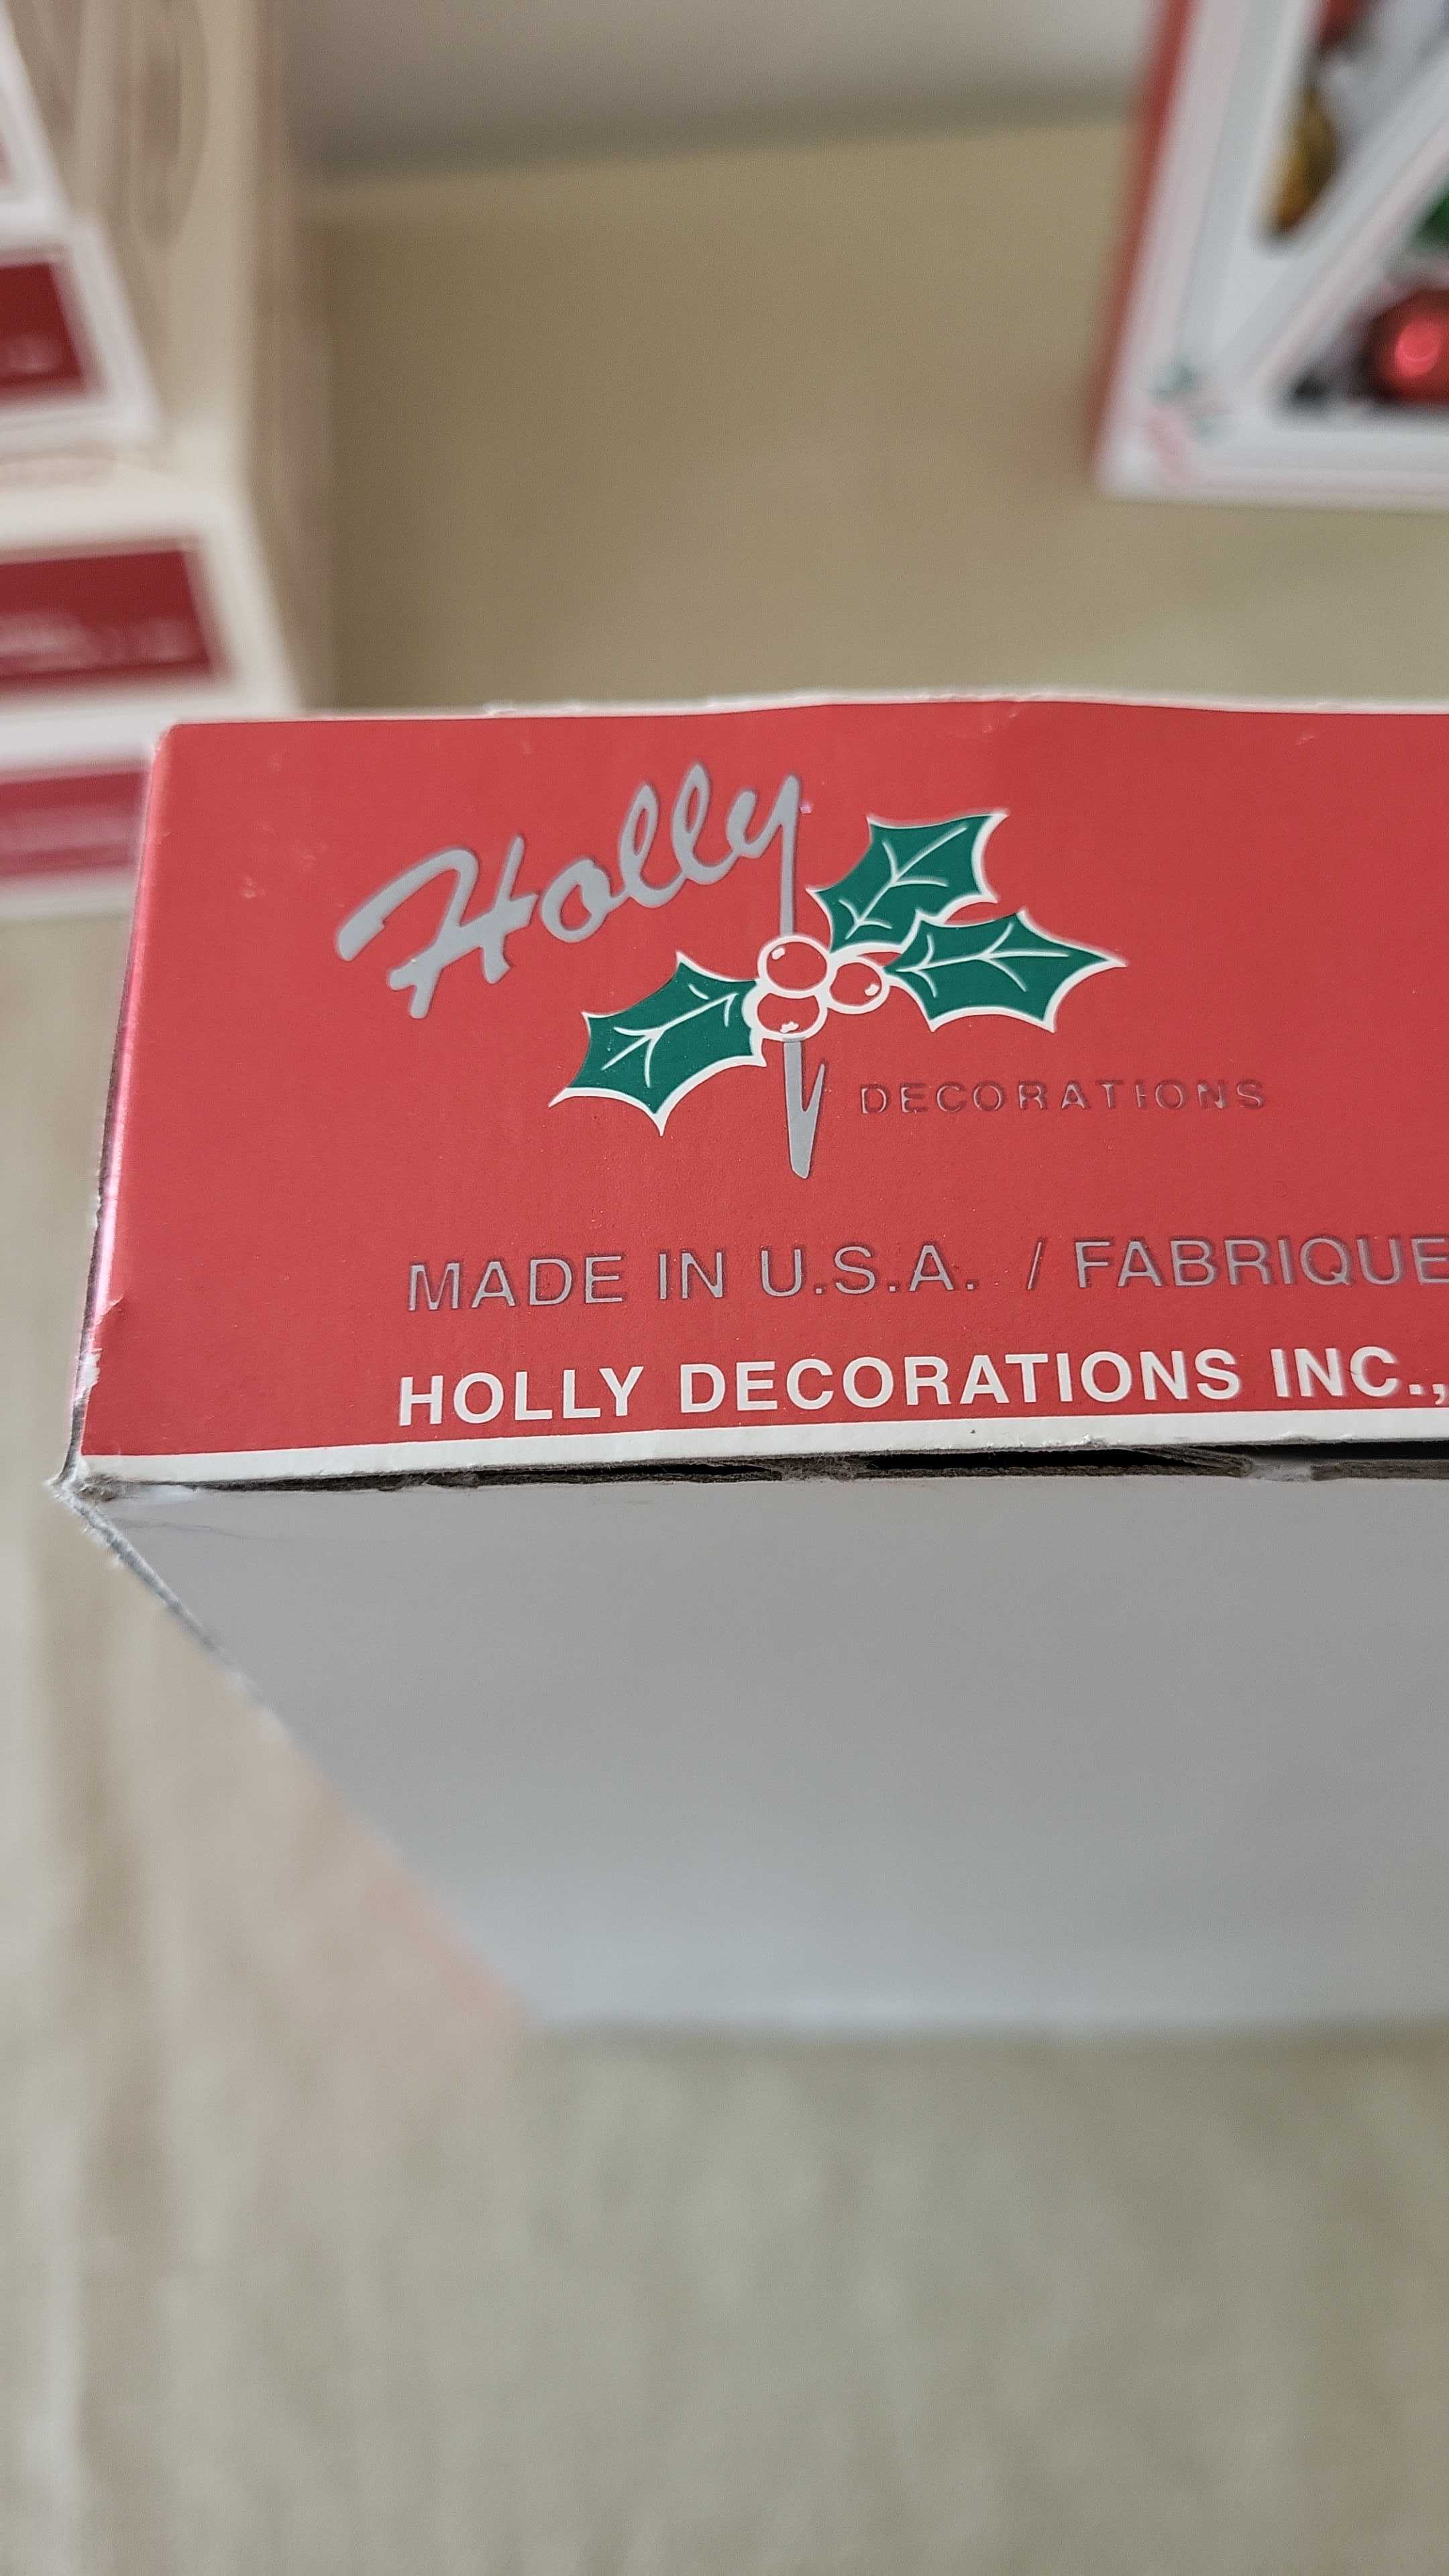 Holly
DECORATIONS
MADE IN U.S.A. / FABRIQUE
HOLLY DECORATIONS INC.,